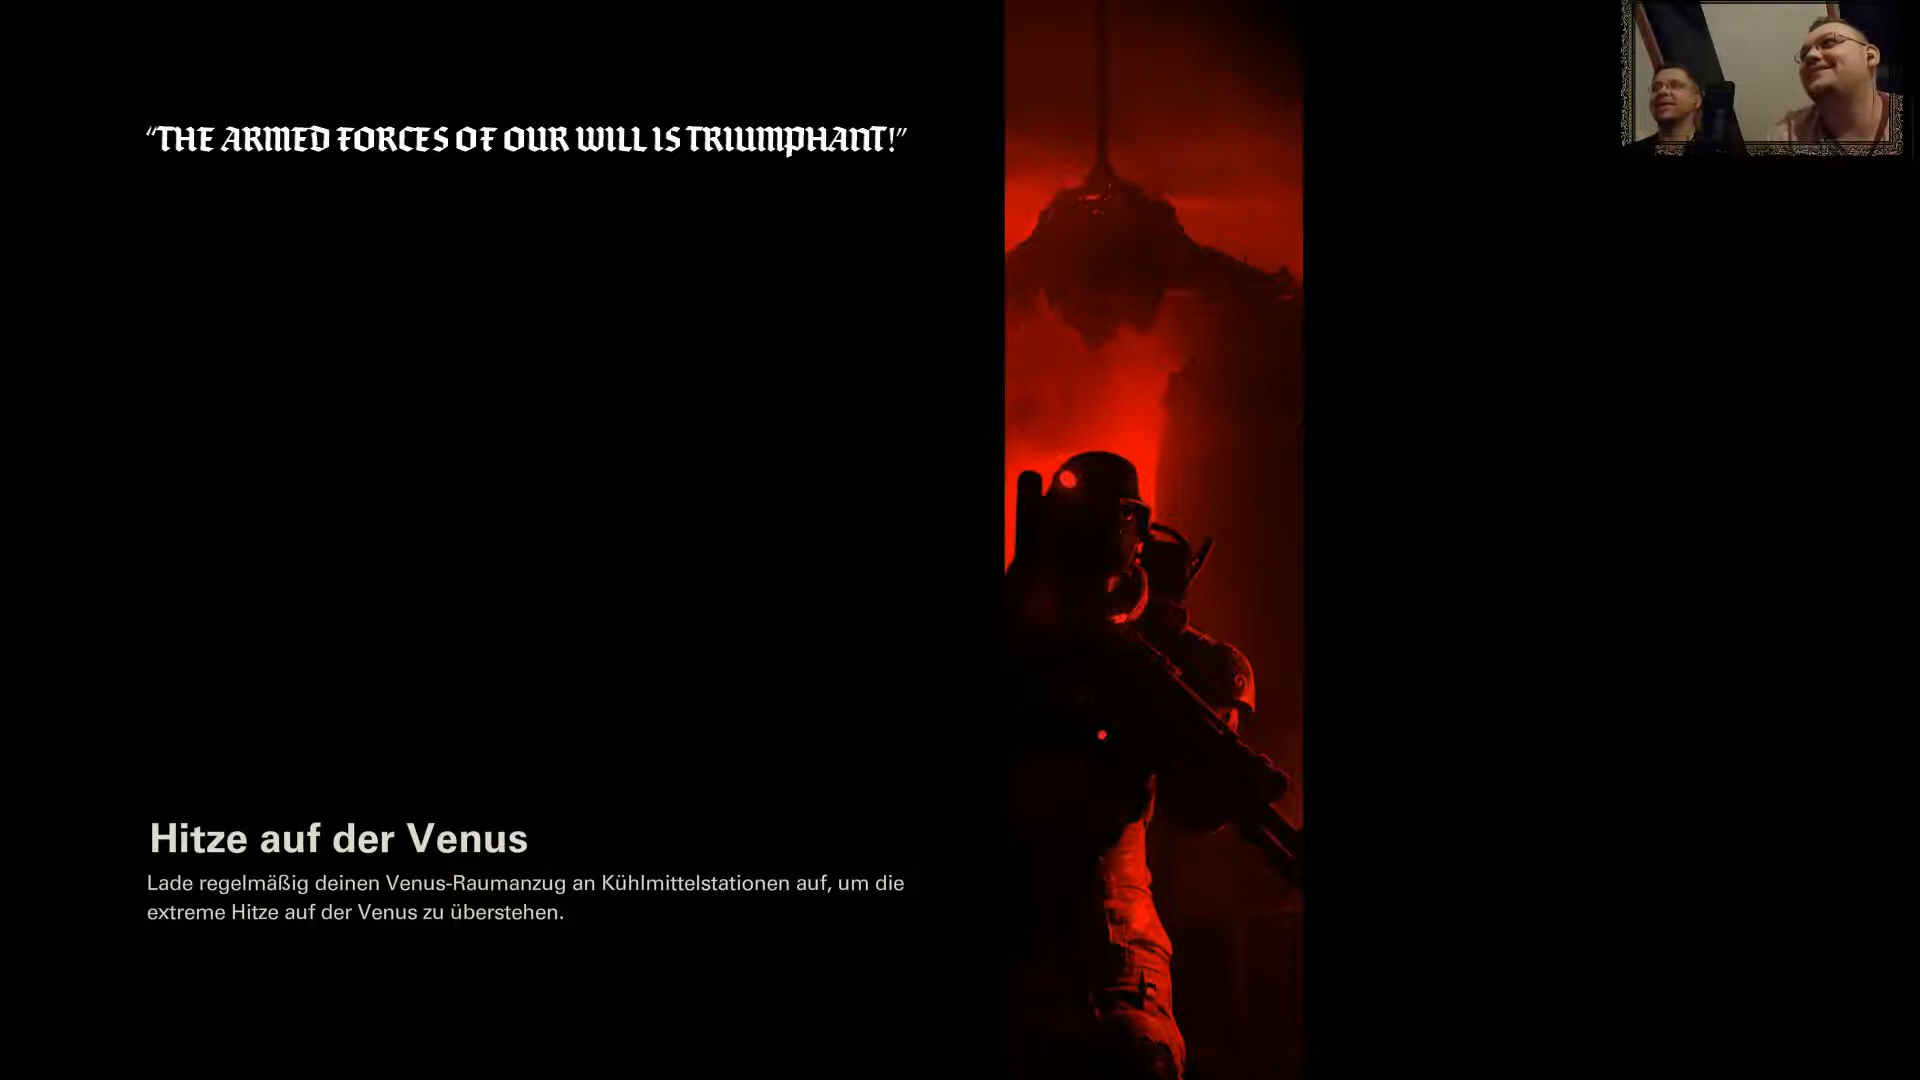 “THE ARMED FORCES OF OUR WILL IS TRIUMPHANT!”
Hitze auf der Venus
Lade regelmäßig deinen Venus-Raumanzug an Kühlmittelstationen auf, um die
extreme Hitze auf der Venus zu überstehen.